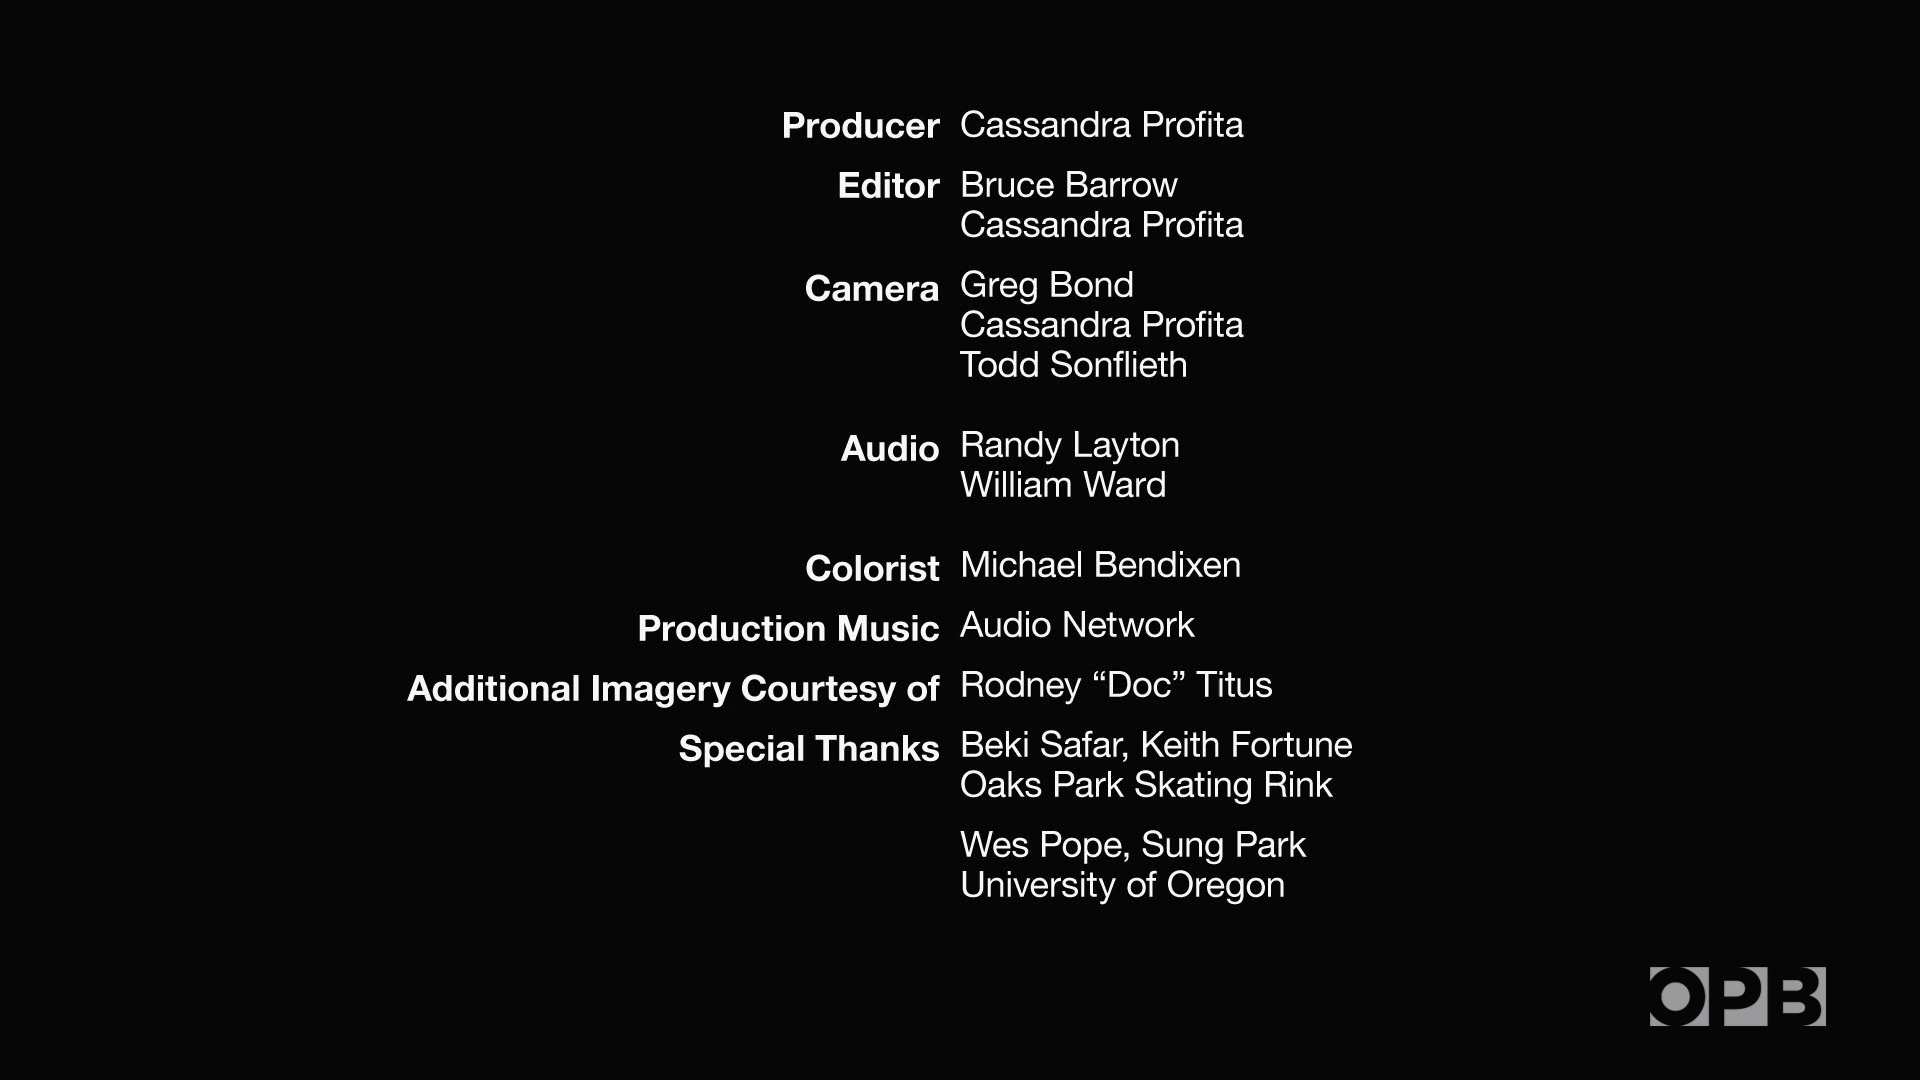 Producer Cassandra Profita
Editor Bruce Barrow
Cassandra Profita
Camera Greg Bond
Cassandra Profita
Todd Sonflieth
Audio Randy Layton
William Ward
Colorist Michael Bendixen
Production Music Audio Network
Additional Imagery Courtesy of Rodney “Doc” Titus
Special Thanks Beki Safar, Keith Fortune
Oaks Park Skating Rink
Wes Pope, Sung Park
University of Oregon
OPB